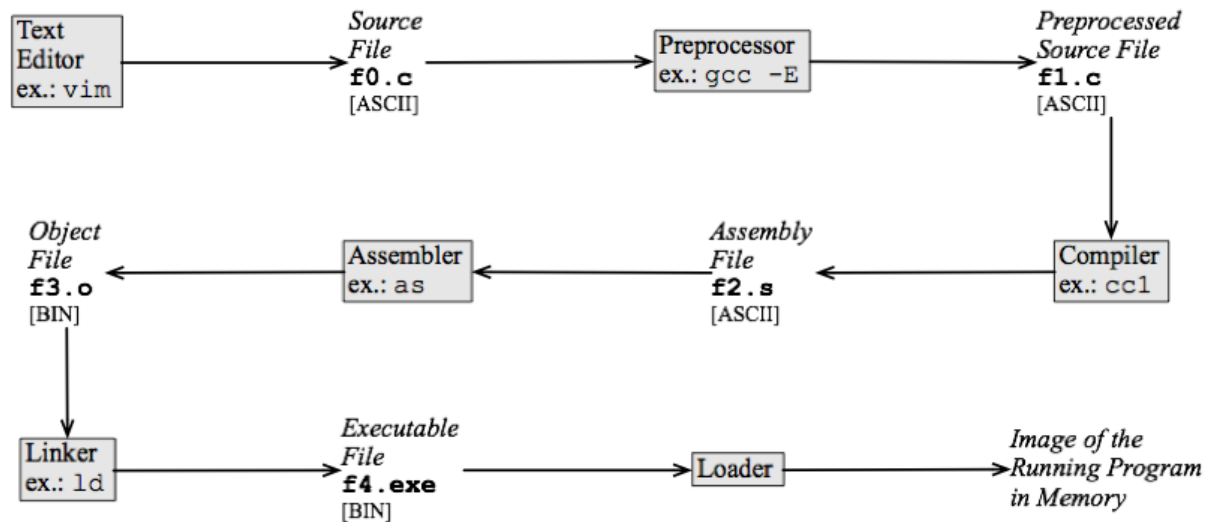 Text
Editor
ex.: vim
Source
File
f0.c
[ASCII]
Preprocessor
ex.: gcc -E
Preprocessed
Source File
f1.c
[ASCII]
Object
File
f3.o
[BIN]
Assembler
ex.: as
Assembly
File
f2.s
[ASCII]
Compiler
ex.: cc1
Linker
ex.: ld
Executable
File
f4.exe
[BIN]
Loader
Image of the
Running Program
in Memory